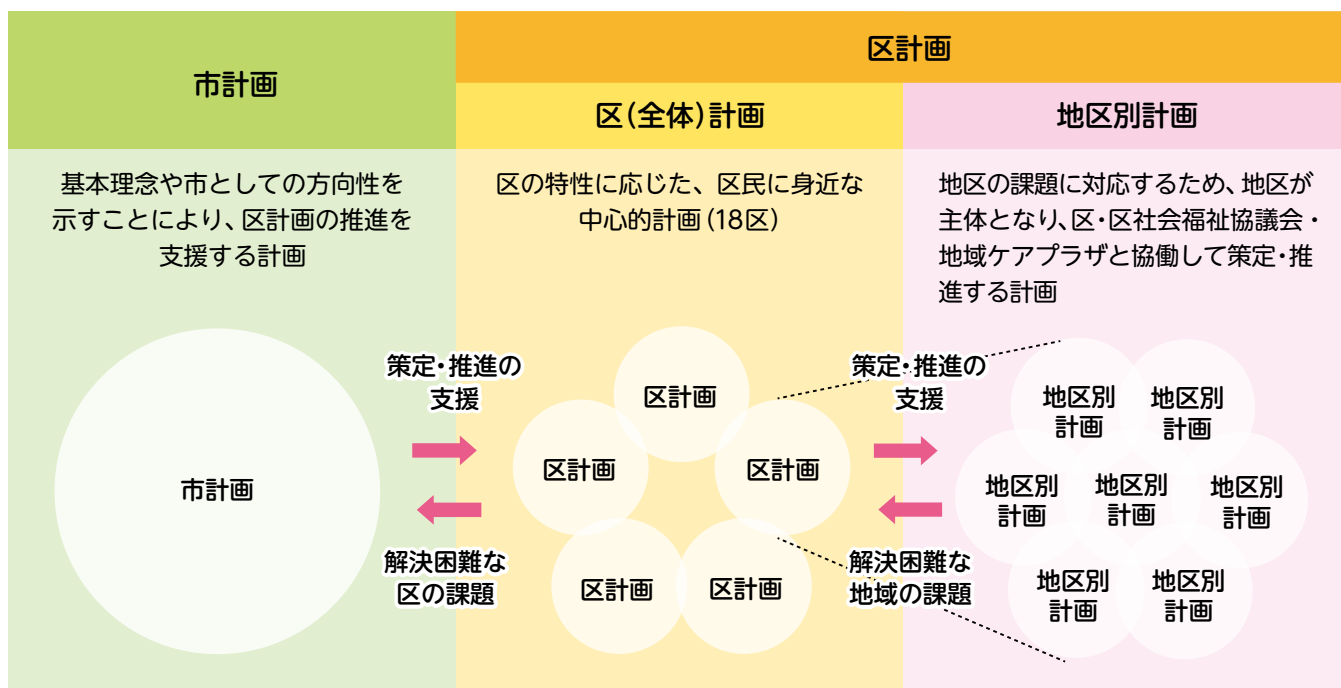 市計画
区計画
区(全体)計画
地区別計画
基本理念や市としての方向性を
示すことにより、区計画の推進を
支援する計画
区の特性に応じた、区民に身近な
中心的計画(18区)
地区の課題に対応するため、地区が
主体となり、区・区社会福祉協議会・
地域ケアプラザと協働して策定・推
進する計画
市計画
策定・推進の
支援
解決困難な
区の課題
区計画
区計画
区計画
区計画
区計画
策定・推進の
支援
解決困難な
地域の課題
地区別
計画
地区別
計画
地区別
計画
地区別
計画
地区別
計画
地区別
計画
地区別
計画